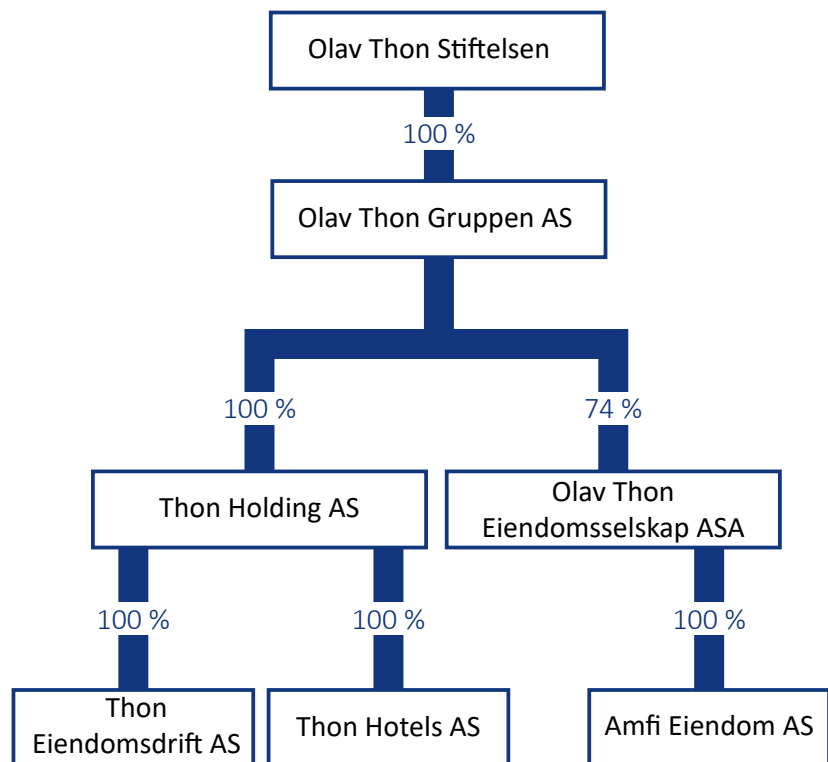 Olav Thon Stiftelsen
100 %
Olav Thon Gruppen AS
100 %
74 %
Thon Holding AS
Olav Thon
Eiendomsselskap ASA
100 %
100 %
100 %
Thon
Eiendomsdrift AS
Thon Hotels AS
Amfi Eiendom AS